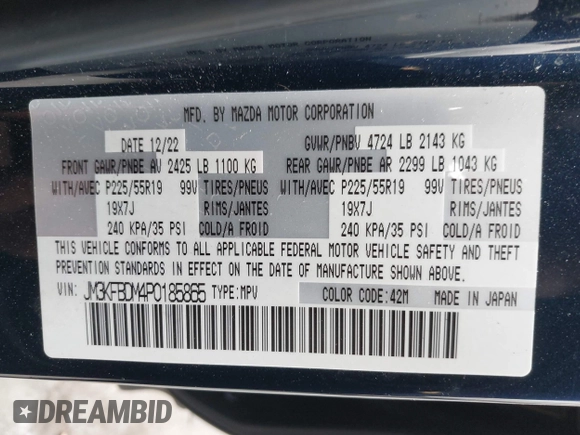 MFD. BY MAZDA MOTOR CORPORATION
DATE 12/22 GVWR/PNBV 4724 LB 2143 KG
FRONT GAWR/PNBE AV 2425 LB 1100 KG REAR GAWR/PNBE AR 2299 LB 1043 KG
WITH/AVEC P225/55R19 99V TIRES/PNEUS WITH/AVEC P225/55R19 99V TIRES/PNEUS
19X7J RIMS/JANTES 19X7J RIMS/JANTES
240 KPA/35 PSI COLD/A FROID 240 KPA/35 PSI COLD/A FROID
THIS VEHICLE CONFORMS TO ALL APPLICABLE FEDERAL MOTOR VEHICLE SAFETY AND THEFT
PREVENTION STANDARDS IN EFFECT ON THE DATE OF MANUFACTURE SHOWN ABOVE.
VIN: JM3KFBDM4P0185865 TYPE: MPV COLOR CODE: 42M MADE IN JAPAN
DREAMBID